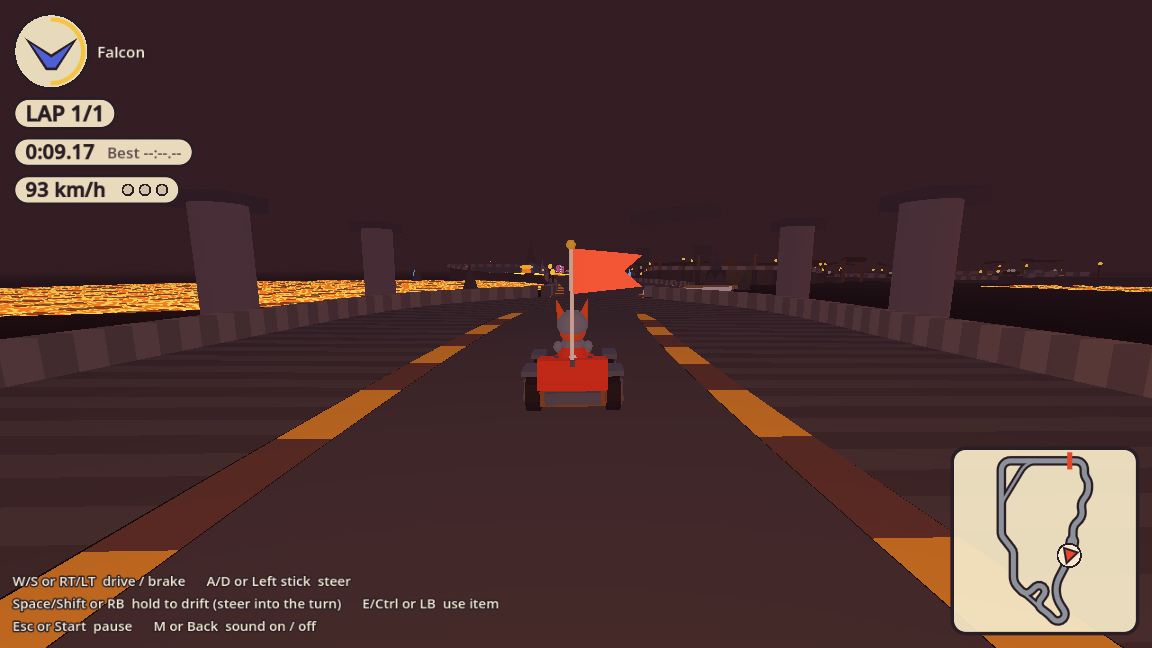 Falcon
LAP 1/1
0:09.17 Best --:--.--
93 km/h
W/S or RT/LT drive / brake A/D or Left stick steer
Space/Shift or RB hold to drift (steer into the turn) E/Ctrl or LB use item
Esc or Start pause M or Back sound on / off